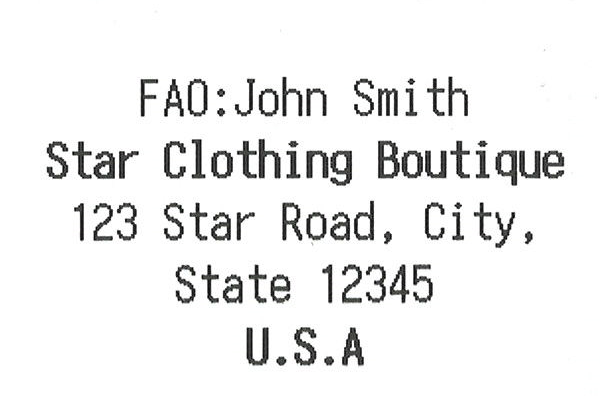 FAO:John Smith
Star Clothing Boutique
123 Star Road, City,
State 12345
U.S.A